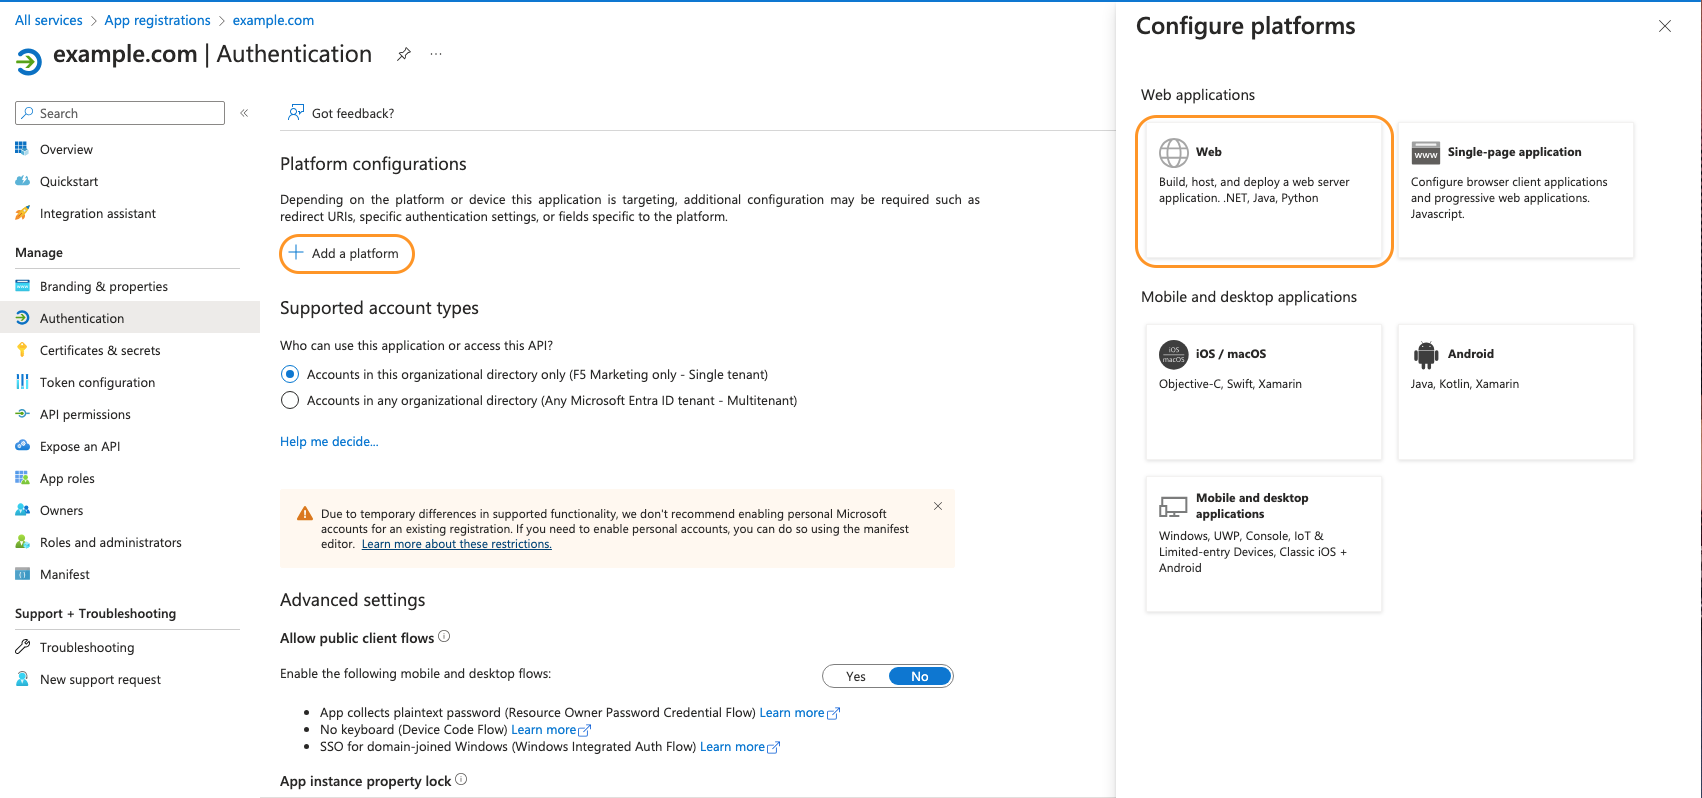 All services > App registrations > example.com
example.com | Authentication
Search
Overview
Quickstart
Integration assistant
Manage
Branding & properties
Authentication
Certificates & secrets
Token configuration
API permissions
Expose an API
App roles
Owners
Roles and administrators
Manifest
Support + Troubleshooting
Troubleshooting
New support request
Got feedback?
Platform configurations
Depending on the platform or device this application is targeting, additional configuration may be required such as
redirect URIs, specific authentication settings, or fields specific to the platform.
Add a platform
Supported account types
Who can use this application or access this API?
Accounts in this organizational directory only (F5 Marketing only - Single tenant)
Accounts in any organizational directory (Any Microsoft Entra ID tenant - Multitenant)
Help me decide...
Due to temporary differences in supported functionality, we don't recommend enabling personal Microsoft
accounts for an existing registration. If you need to enable personal accounts, you can do so using the manifest
editor. Learn more about these restrictions.
Advanced settings
Allow public client flows
Enable the following mobile and desktop flows:
Yes No
• App collects plaintext password (Resource Owner Password Credential Flow) Learn more
• No keyboard (Device Code Flow) Learn more
• SSO for domain-joined Windows (Windows Integrated Auth Flow) Learn more
App instance property lock
Configure platforms
Web applications
Web
Build, host, and deploy a web server
application. .NET, Java, Python
www
Single-page application
Configure browser client applications
and progressive web applications.
Javascript.
Mobile and desktop applications
iOS
macOS
iOS / macOS
Objective-C, Swift, Xamarin
Android
Java, Kotlin, Xamarin
Mobile and desktop
applications
Windows, UWP, Console, IoT &
Limited-entry Devices, Classic iOS +
Android